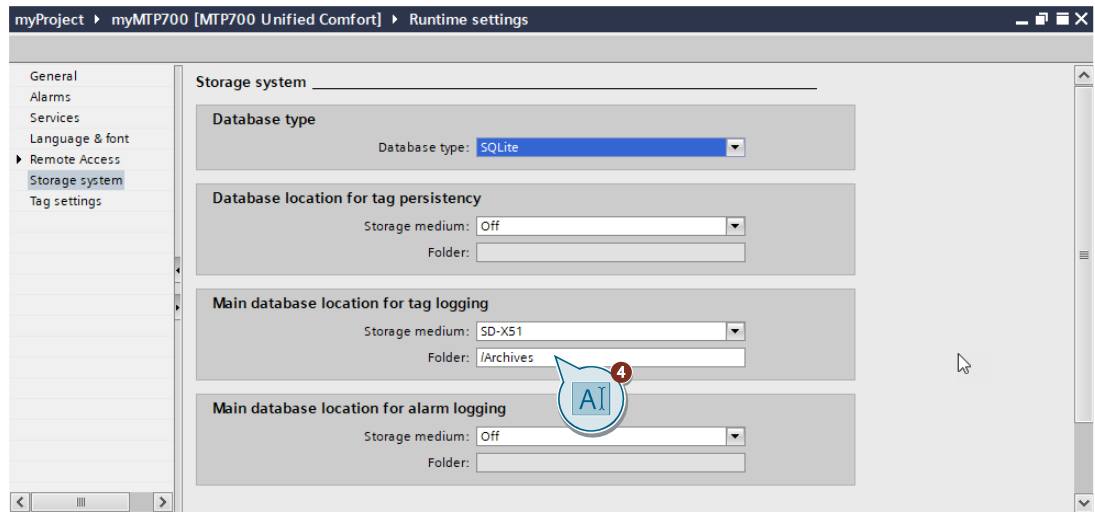 myProject ▸ myMTP700 [MTP700 Unified Comfort] ▸ Runtime settings
General
Alarms
Services
Language & font
Remote Access
Storage system
Tag settings
Storage system
Database type
Database type: SQLite
Database location for tag persistency
Storage medium: Off
Folder:
Main database location for tag logging
Storage medium: SD-X51
Folder: /Archives
4
A
Main database location for alarm logging
Storage medium: Off
Folder: